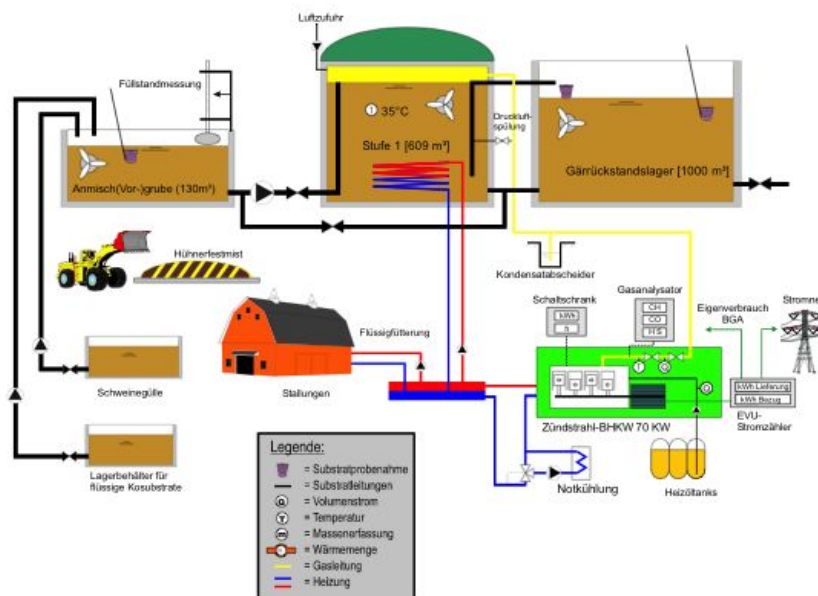 Luftzufuhr
Füllstandmessung
35°C
Stufe 1 [609 m³]
Druckluft-
spülung
Anmisch(Vor-)grube (130m³)
Gärrückstandslager [1000 m³]
Hühnerfestmist
Kondensatabscheider
Schaltschrank
kWh
h
Gasanalysator
CH
CO
H S
Eigenverbrauch
BGA
Stromne
Flüssigfütterung
Stallungen
Schweinegülle
Zündstrahl-BHKW 70 KW
kWh Lieferung
kWh Bezug
EVU-
Stromzähler
Lagerbehälter für
flüssige Kosubstrate
Notkühlung
Heizöltanks
Legende:
= Substratprobenahme
= Substratleitungen
Q = Volumenstrom
T = Temperatur
= Massenerfassung
= Wärmemenge
= Gasleitung
= Heizung